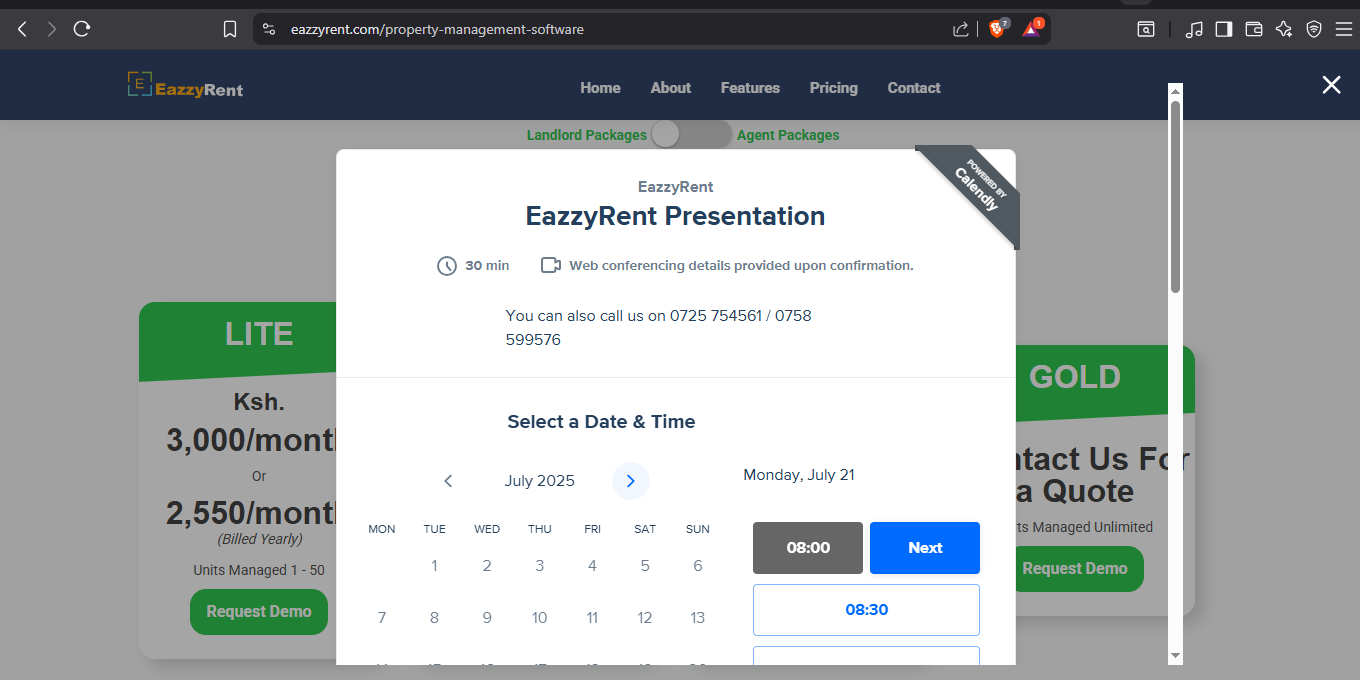 eazzyrent.com/property-management-software
7
1
E EazzyRent
Home About Features Pricing Contact
Landlord Packages Agent Packages
POWERED BY
Calendly
EazzyRent
EazzyRent Presentation
30 min Web conferencing details provided upon confirmation.
You can also call us on 0725 754561 / 0758
599576
LITE
Ksh.
3,000/mont
Or
2,550/mont
(Billed Yearly)
Units Managed 1 - 50
Request Demo
GOLD
ntact Us For
a Quote
ts Managed Unlimited
Request Demo
Select a Date & Time
July 2025
MON TUE WED THU FRI SAT SUN
1 2 3 4 5 6
7 8 9 10 11 12 13
Monday, July 21
08:00 Next
08:30